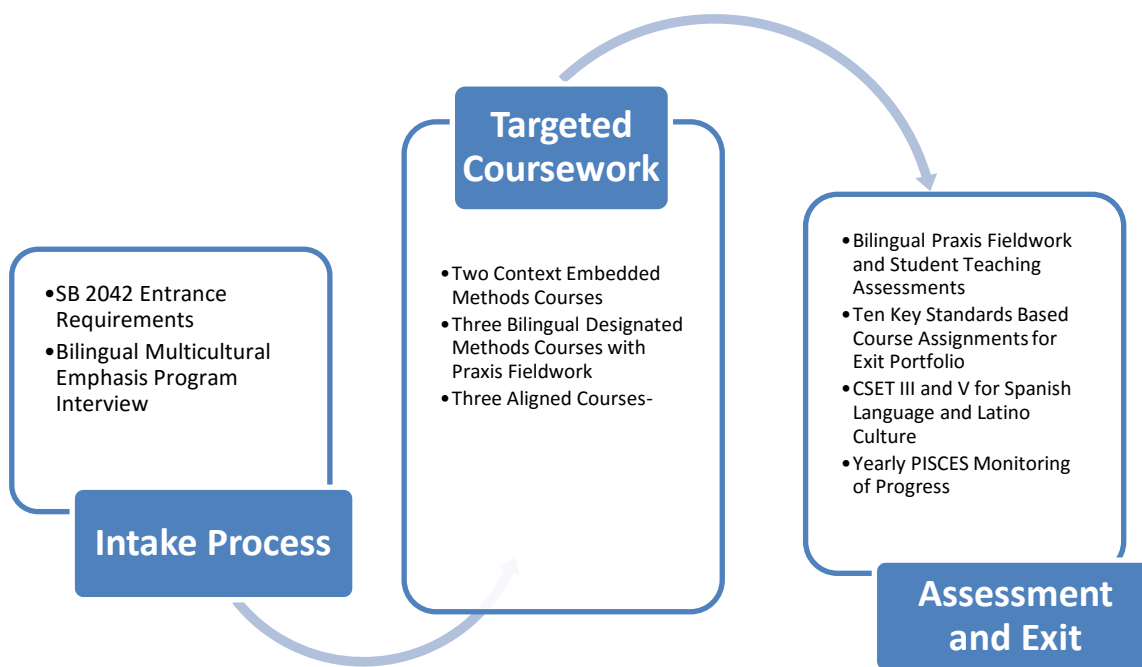 •SB 2042 Entrance
Requirements
•Bilingual Multicultural
Emphasis Program
Interview
Intake Process
Targeted
Coursework
•Two Context Embedded
Methods Courses
•Three Bilingual Designated
Methods Courses with
Praxis Fieldwork
•Three Aligned Courses-
•Bilingual Praxis Fieldwork
and Student Teaching
Assessments
•Ten Key Standards Based
Course Assignments for
Exit Portfolio
•CSET III and V for Spanish
Language and Latino
Culture
•Yearly PISCES Monitoring
of Progress
Assessment
and Exit